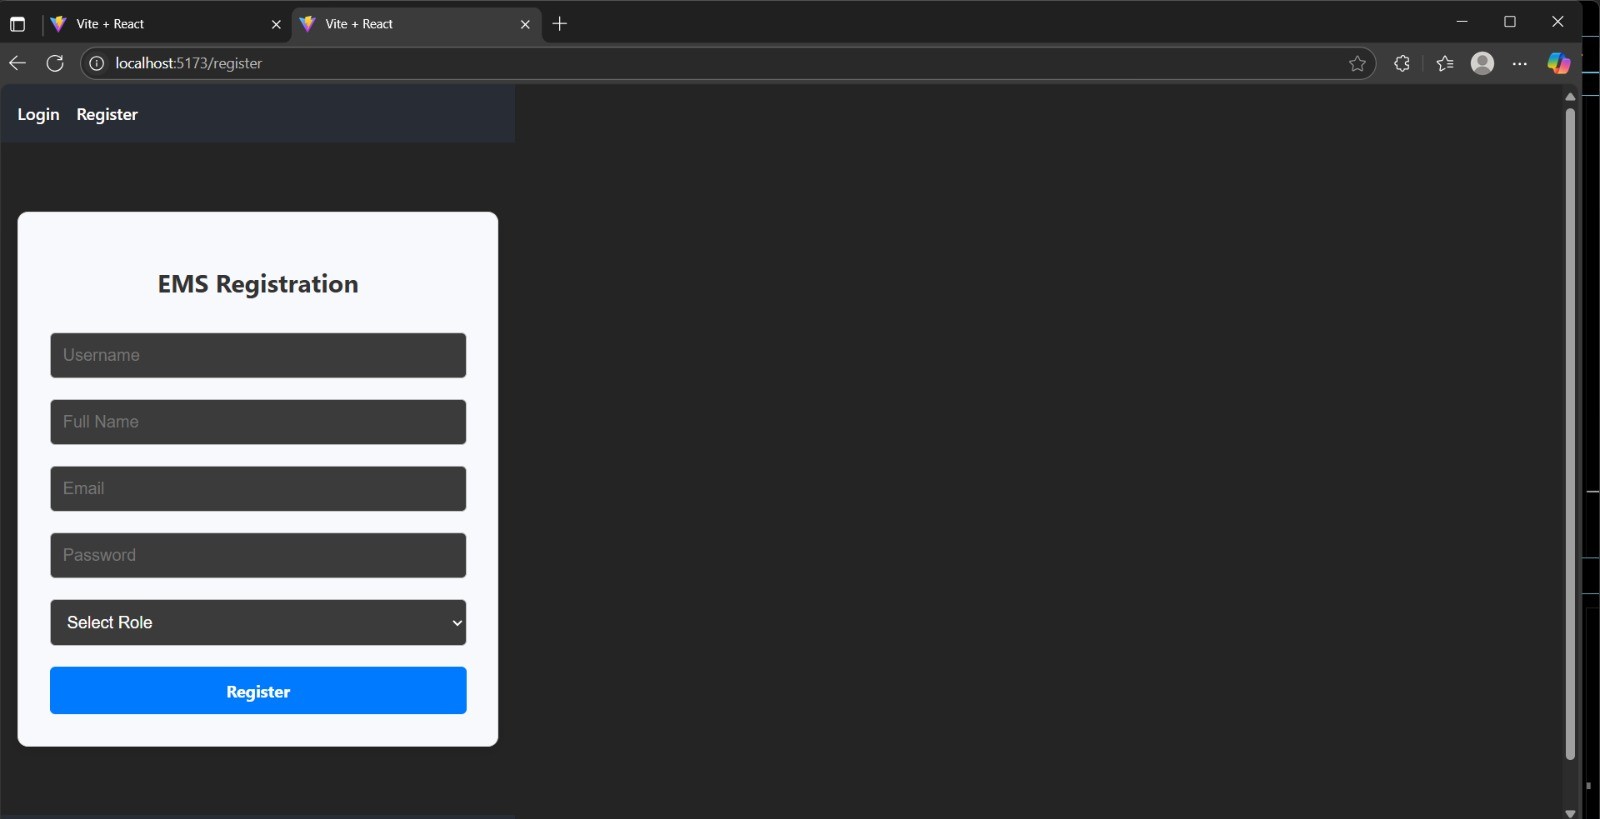 Vite + React
Vite + React
localhost:5173/register
Login Register
EMS Registration
Username
Full Name
Email
Password
Select Role
Register